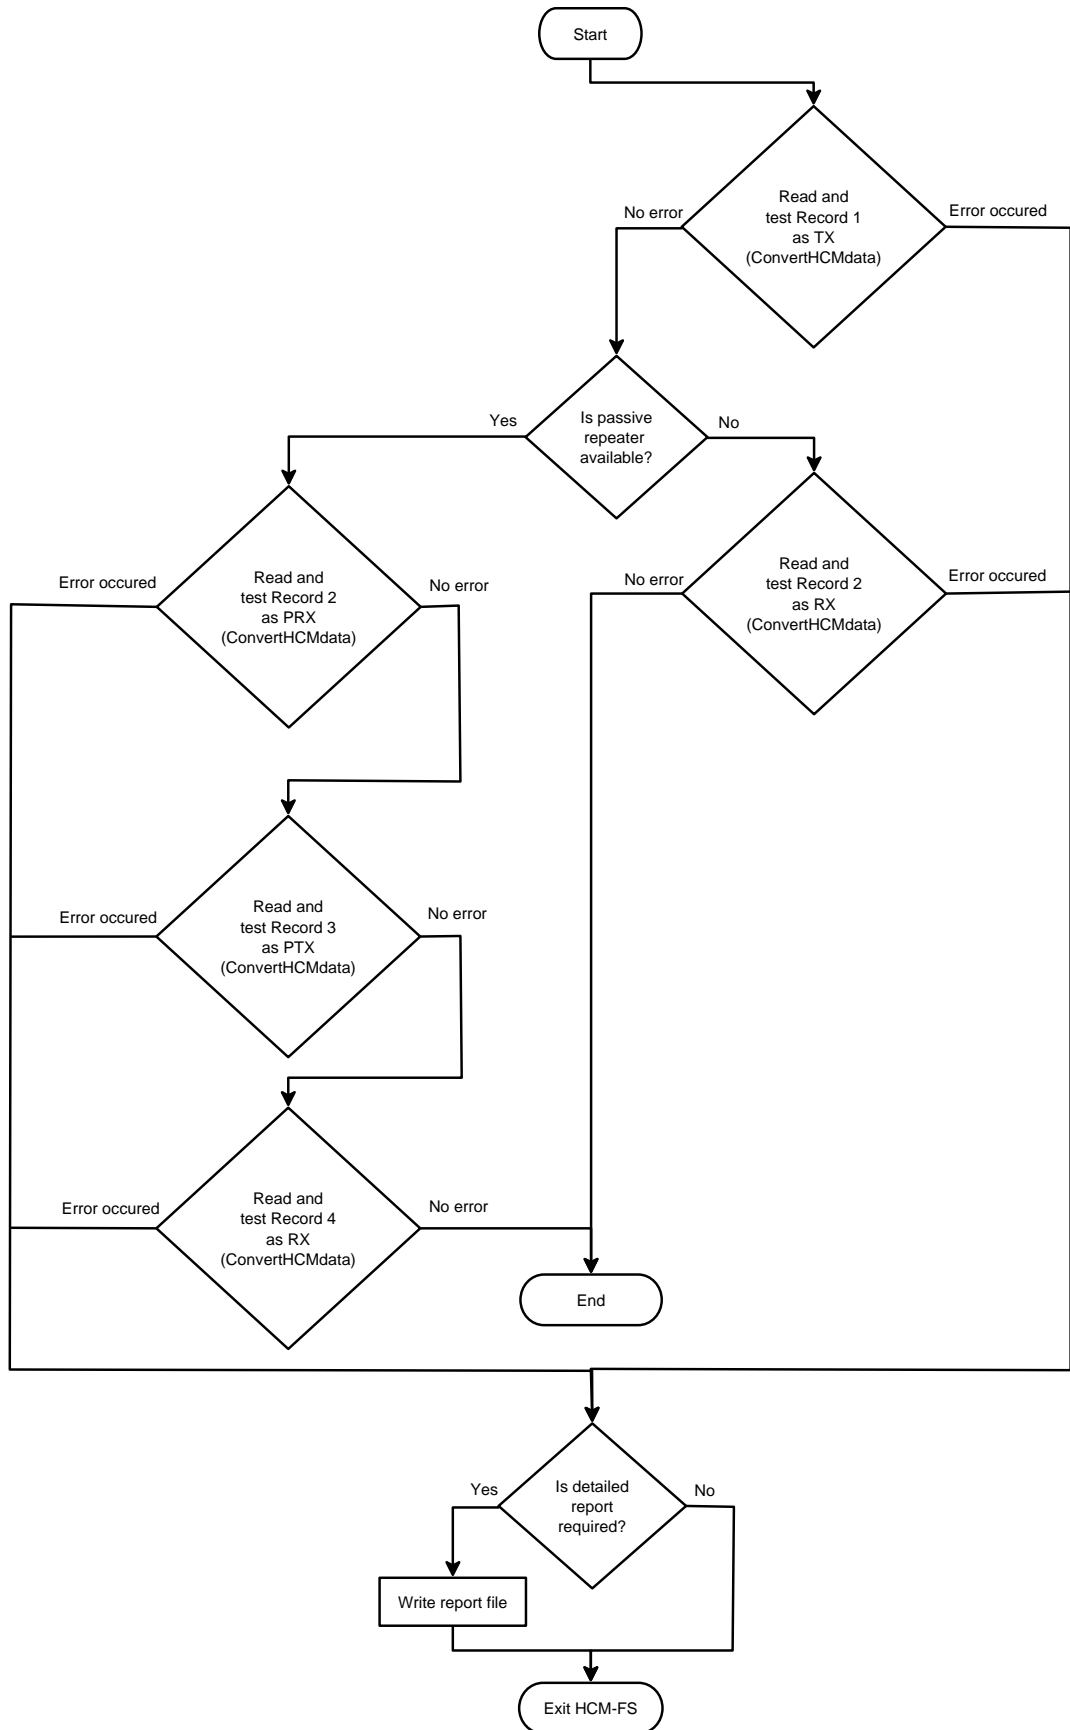 Start
Read and
test Record 1
as TX
(ConvertHCMdata)
No error
Error occured
Is passive
repeater
available?
Yes
No
Read and
test Record 2
as PRX
(ConvertHCMdata)
Error occured
No error
Read and
test Record 2
as RX
(ConvertHCMdata)
No error
Error occured
Read and
test Record 3
as PTX
(ConvertHCMdata)
Error occured
No error
Read and
test Record 4
as RX
(ConvertHCMdata)
Error occured
No error
End
Is detailed
report
required?
Yes
No
Write report file
Exit HCM-FS